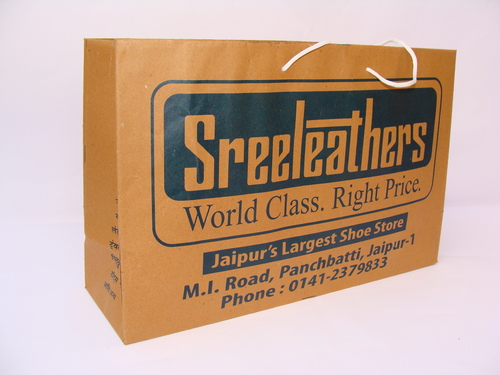 Sreeleathers
World Class. Right Price.
Jaipur's Largest Shoe Store
M.I. Road, Panchbatti, Jaipur-1
Phone : 0141-2379833